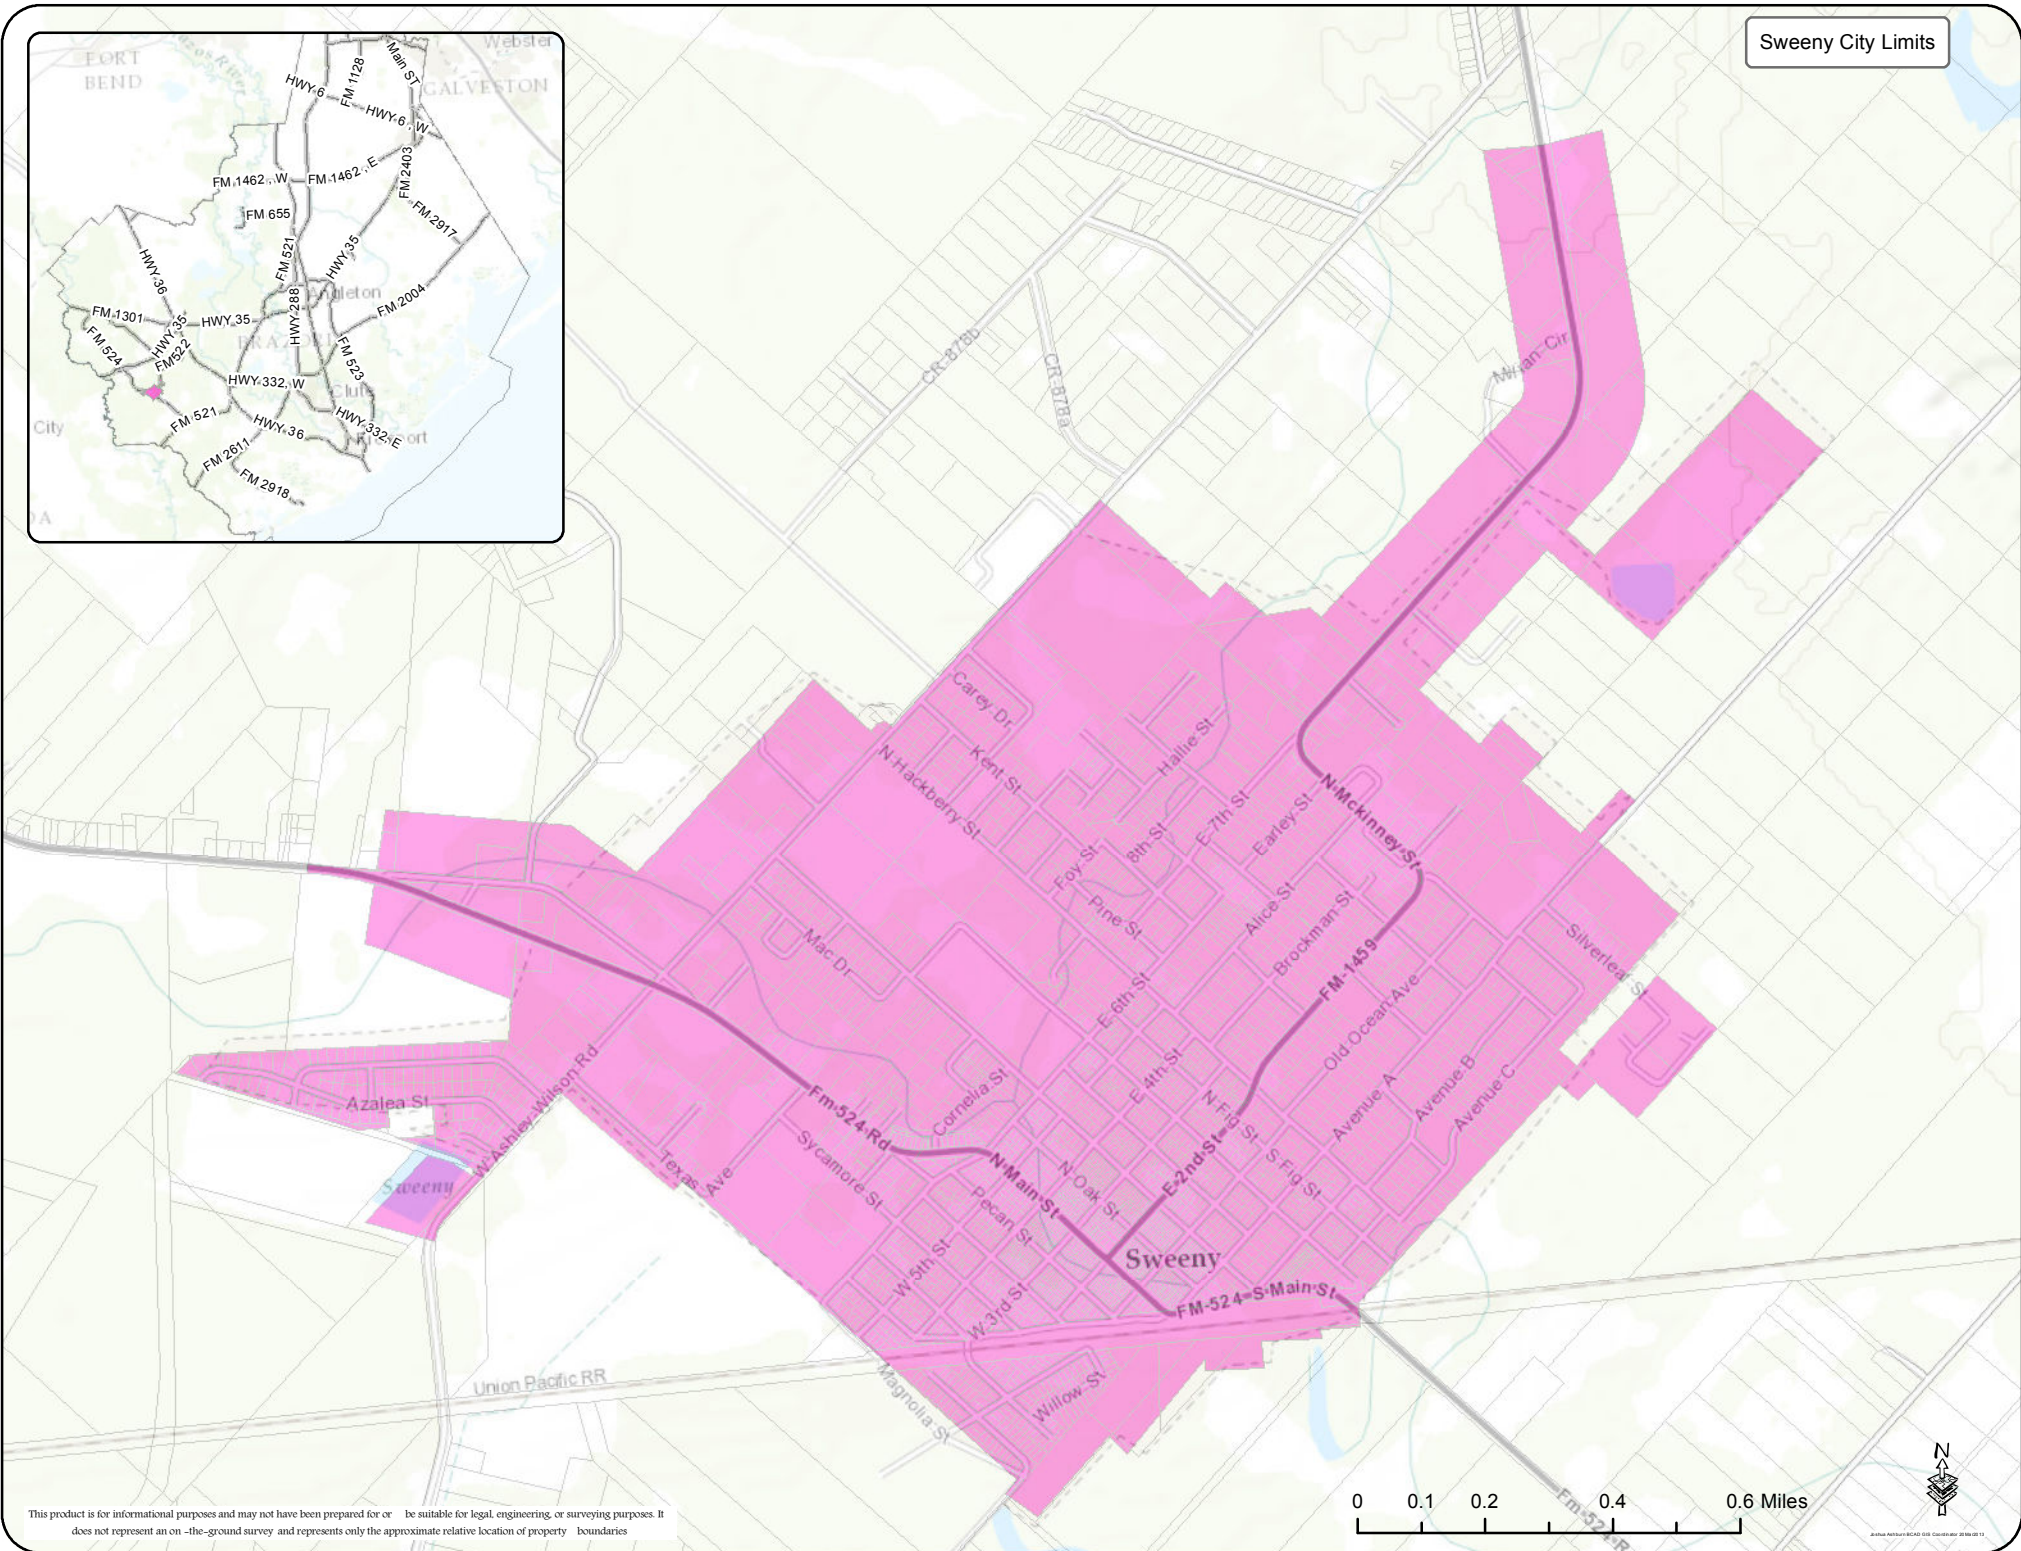 Sweeny City Limits
Webster
FORT
BEND
GALVESTON
Main ST
FM 1128
HWY 6
HWY 6 , W
FM 2403
FM 1462 , W
FM 1462 , E
FM 655
FM 2917
FM 521
HWY 35
HWY 36
Angleton
HWY 288
FM 2004
FM 1301
HWY 35
HWY 35
FM 524
FM 522
FM 523
HWY 332, W
Clute
FM 521
HWY 36
HWY 332, E
City
FM 2611
FM 2918
CR-878b
CR-878a
Carey Dr
Kent St
N Hackberry St
Hallie St
N Mckinney St
E 7th St
Earley St
8th St
Foy St
Pine St
Alice St
Brockman St
Mac Dr
FM-1459
Silverleaf St
E 6th St
Old Ocean Ave
E 4th St
Avenue A
Avenue B
Avenue C
W Ashley Wilson Rd
Azalea St
Fm-524 Rd
Cornelia St
N Fig St
S Fig St
Sycamore St
Texas Ave
N Main St
N Oak St
E 2nd St
Pecan St
Sweeny
Sweeny
W 5th St
W 3rd St
FM-524 S Main St
Union Pacific RR
Magnolia St
Willow St
N
0 0.1 0.2 0.4 0.6 Miles
Fm-524-R
This product is for informational purposes and may not have been prepared for or be suitable for legal, engineering, or surveying purposes. It
does not represent an on -the-ground survey and represents only the approximate relative location of property boundaries